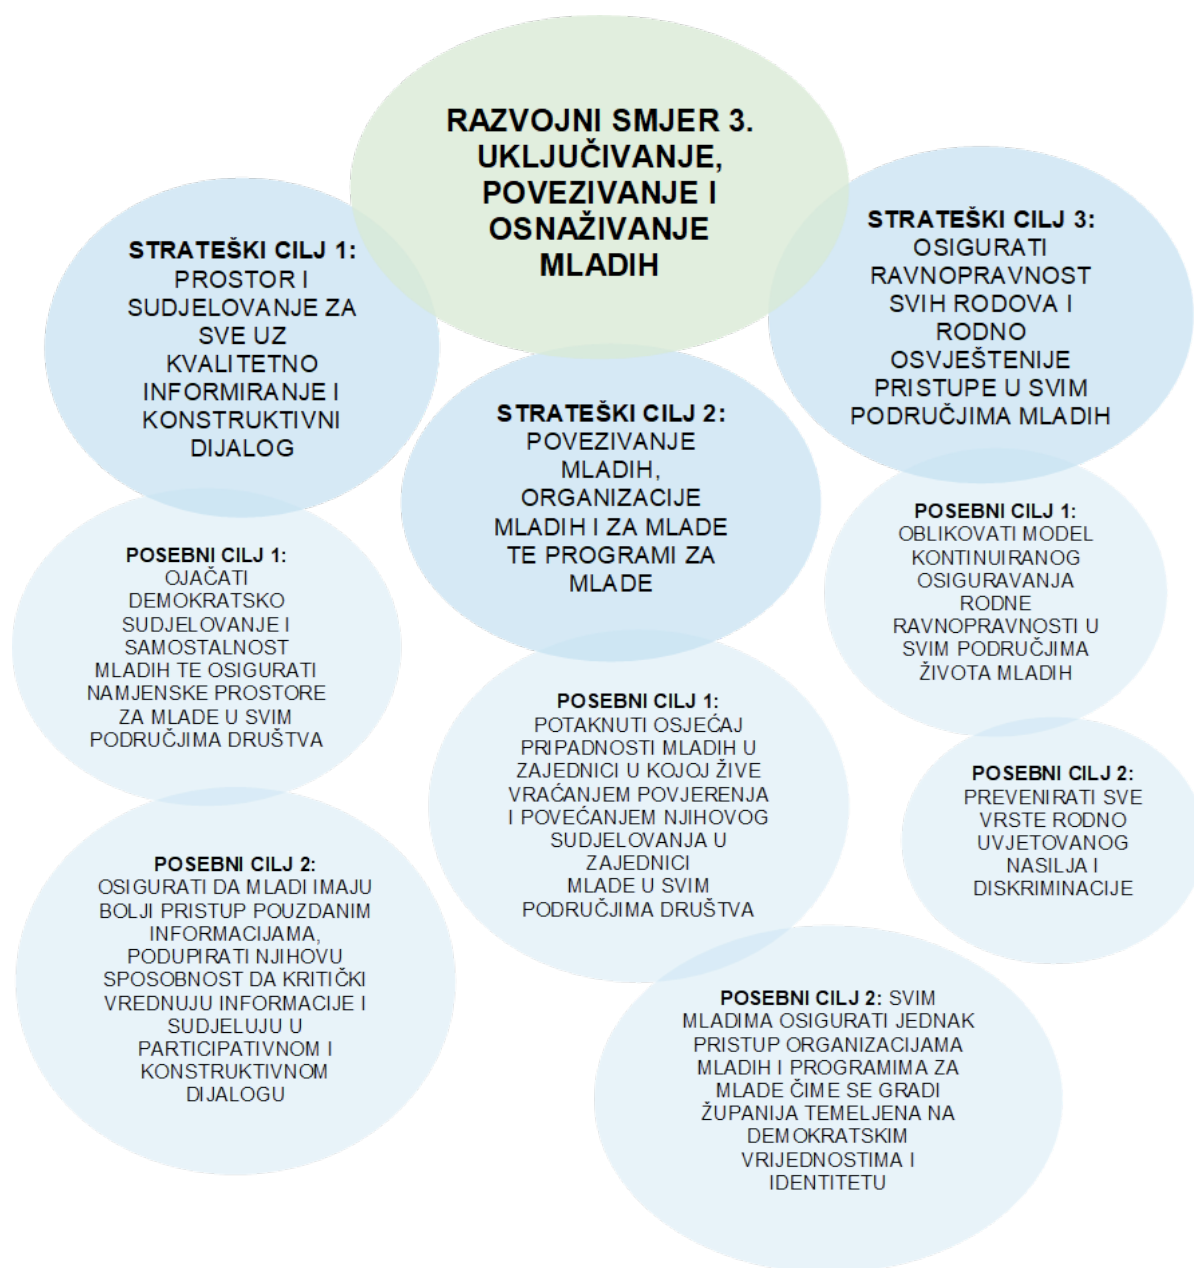 RAZVOJNI SMJER 3.
UKLJUČIVANJE,
POVEZIVANJE I
OSNAŽIVANJE
MLADIH
STRATEŠKI CILJ 1:
PROSTOR I
SUDJELOVANJE ZA
SVE UZ
KVALITETNO
INFORMIRANJE I
KONSTRUKTIVNI
DIJALOG
POSEBNI CILJ 1:
OJAČATI
DEMOKRATSKO
SUDJELOVANJE I
SAMOSTALNOST
MLADIH TE OSIGURATI
NAMJENSKE PROSTORE
ZA MLADE U SVIM
PODRUČJIMA DRUŠTVA
POSEBNI CILJ 2:
OSIGURATI DA MLADI IMAJU
BOLJI PRISTUP POUZDANIM
INFORMACIJAMA,
PODUPIRATI NJIHOVU
SPOSOBNOST DA KRITIČKI
VREDNUJU INFORMACIJE I
SUDJELUJU U
PARTICIPATIVNOM I
KONSTRUKTIVNOM
DIJALOGU
STRATEŠKI CILJ 2:
POVEZIVANJE
MLADIH,
ORGANIZACIJE
MLADIH I ZA MLADE
TE PROGRAMI ZA
MLADE
POSEBNI CILJ 1:
POTAKNUTI OSJEĆAJ
PRIPADNOSTI MLADIH U
ZAJEDNICI U KOJOJ ŽIVE
VRAĆANJEM POVJERENJA
I POVEĆANJEM NJIHOVOG
SUDJELOVANJA U
ZAJEDNICI
MLADE U SVIM
PODRUČJIMA DRUŠTVA
POSEBNI CILJ 2: SVIM
MLADIMA OSIGURATI JEDNAK
PRISTUP ORGANIZACIJAMA
MLADIH I PROGRAMIMA ZA
MLADE ČIME SE GRADI
ŽUPANIJA TEMELJENA NA
DEMOKRATSKIM
VRIJEDNOSTIMA I
IDENTITETU
STRATEŠKI CILJ 3:
OSIGURATI
RAVNOPRAVNOST
SVIH RODOVA I
RODNO
OSVJEŠTENIJE
PRISTUPE U SVIM
PODRUČJIMA MLADIH
POSEBNI CILJ 1:
OBLIKOVATI MODEL
KONTINUIRANOG
OSIGURAVANJA
RODNE
RAVNOPRAVNOSTI U
SVIM PODRUČJIMA
ŽIVOTA MLADIH
POSEBNI CILJ 2:
PREVENIRATI SVE
VRSTE RODNO
UVJETOVANOG
NASILJA I
DISKRIMINACIJE